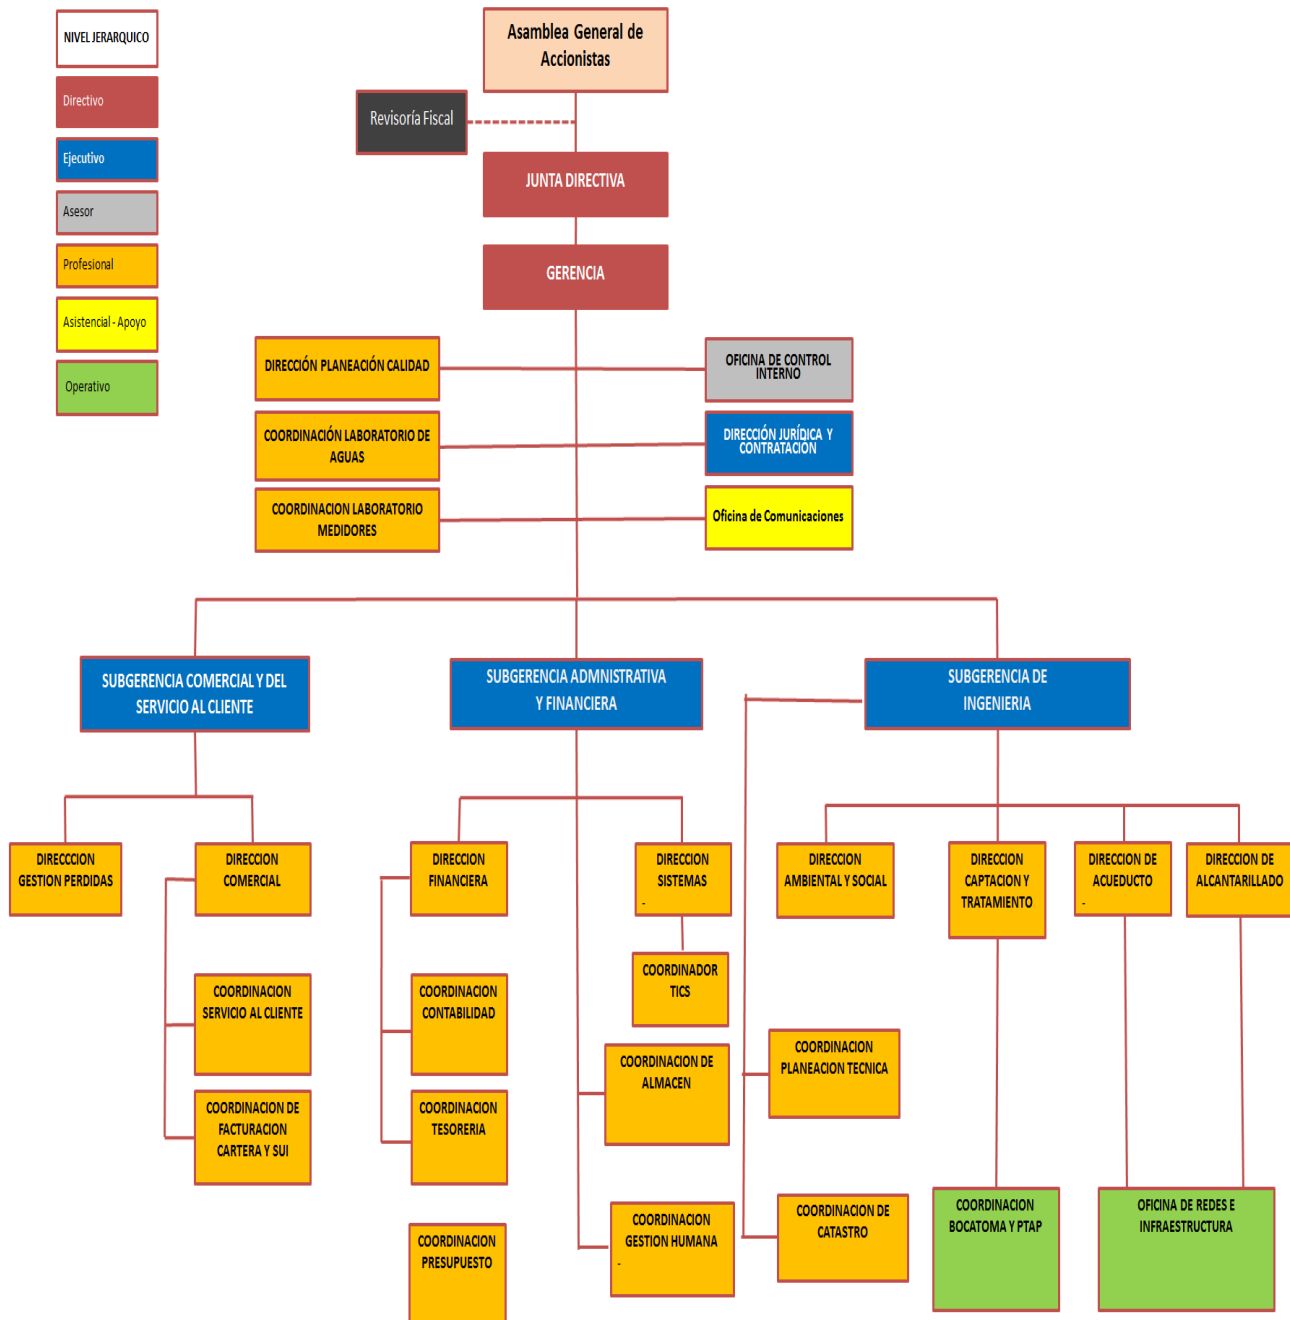 NIVEL JERARQUICO
Directivo
Ejecutivo
Asesor
Profesional
Asistencial - Apoyo
Operativo
Asamblea General de
Accionistas
Revisoría Fiscal
JUNTA DIRECTIVA
GERENCIA
DIRECCIÓN PLANEACIÓN CALIDAD
OFICINA DE CONTROL
INTERNO
COORDINACIÓN LABORATORIO DE
AGUAS
DIRECCIÓN JURÍDICA Y
CONTRATACIÓN
COORDINACION LABORATORIO
MEDIDORES
Oficina de Comunicaciones
SUBGERENCIA COMERCIAL Y DEL
SERVICIO AL CLIENTE
SUBGERENCIA ADMNISTRATIVA
Y FINANCIERA
SUBGERENCIA DE
INGENIERIA
DIRECCCION
GESTION PERDIDAS
DIRECCION
COMERCIAL
DIRECCION
FINANCIERA
DIRECCION
SISTEMAS
-
DIRECCION
AMBIENTAL Y SOCIAL
DIRECCION
CAPTACION Y
TRATAMIENTO
DIRECCION DE
ACUEDUCTO
-
DIRECCION DE
ALCANTARILLADO
COORDINACION
SERVICIO AL CLIENTE
COORDINACION
CONTABILIDAD
COORDINADOR
TICS
COORDINACION DE
ALMACEN
COORDINACION
PLANEACION TECNICA
COORDINACION DE
FACTURACION
CARTERA Y SUI
COORDINACION
TESORERIA
COORDINACION
PRESUPUESTO
COORDINACION
GESTION HUMANA
-
COORDINACION DE
CATASTRO
COORDINACION
BOCATOMA Y PTAP
OFICINA DE REDES E
INFRAESTRUCTURA